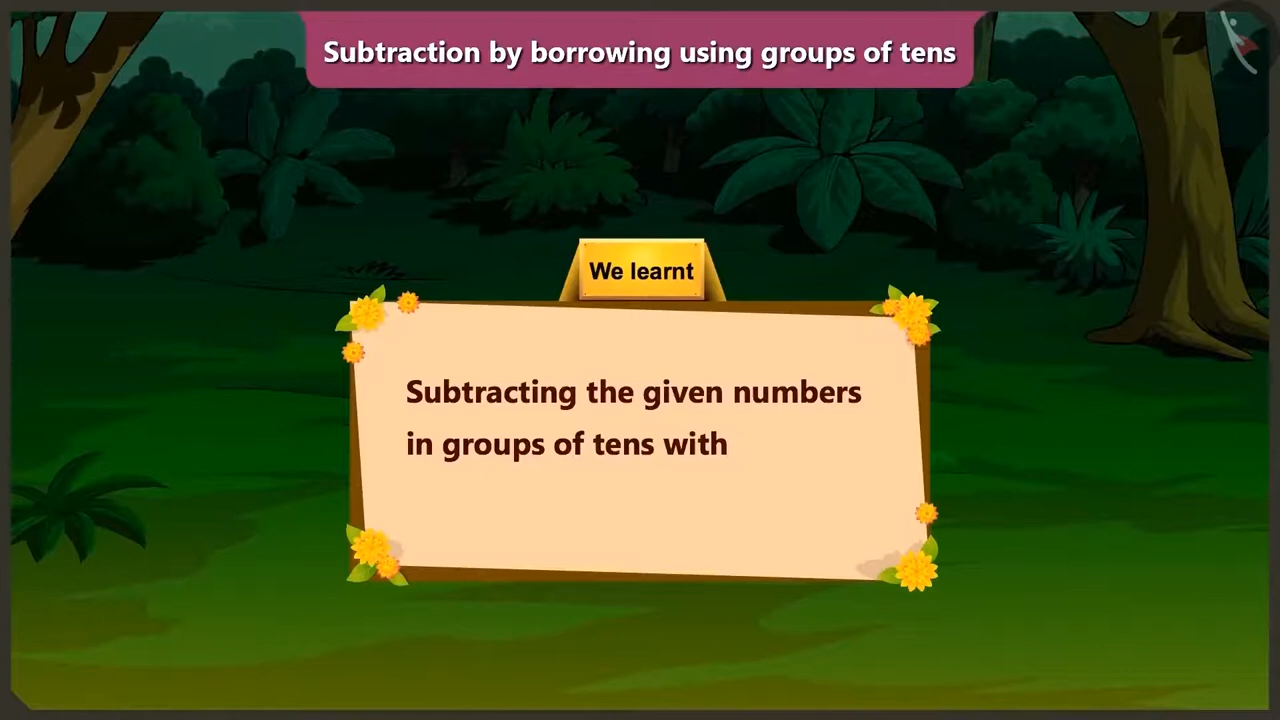 Subtraction by borrowing using groups of tens
We learnt
Subtracting the given numbers
in groups of tens with